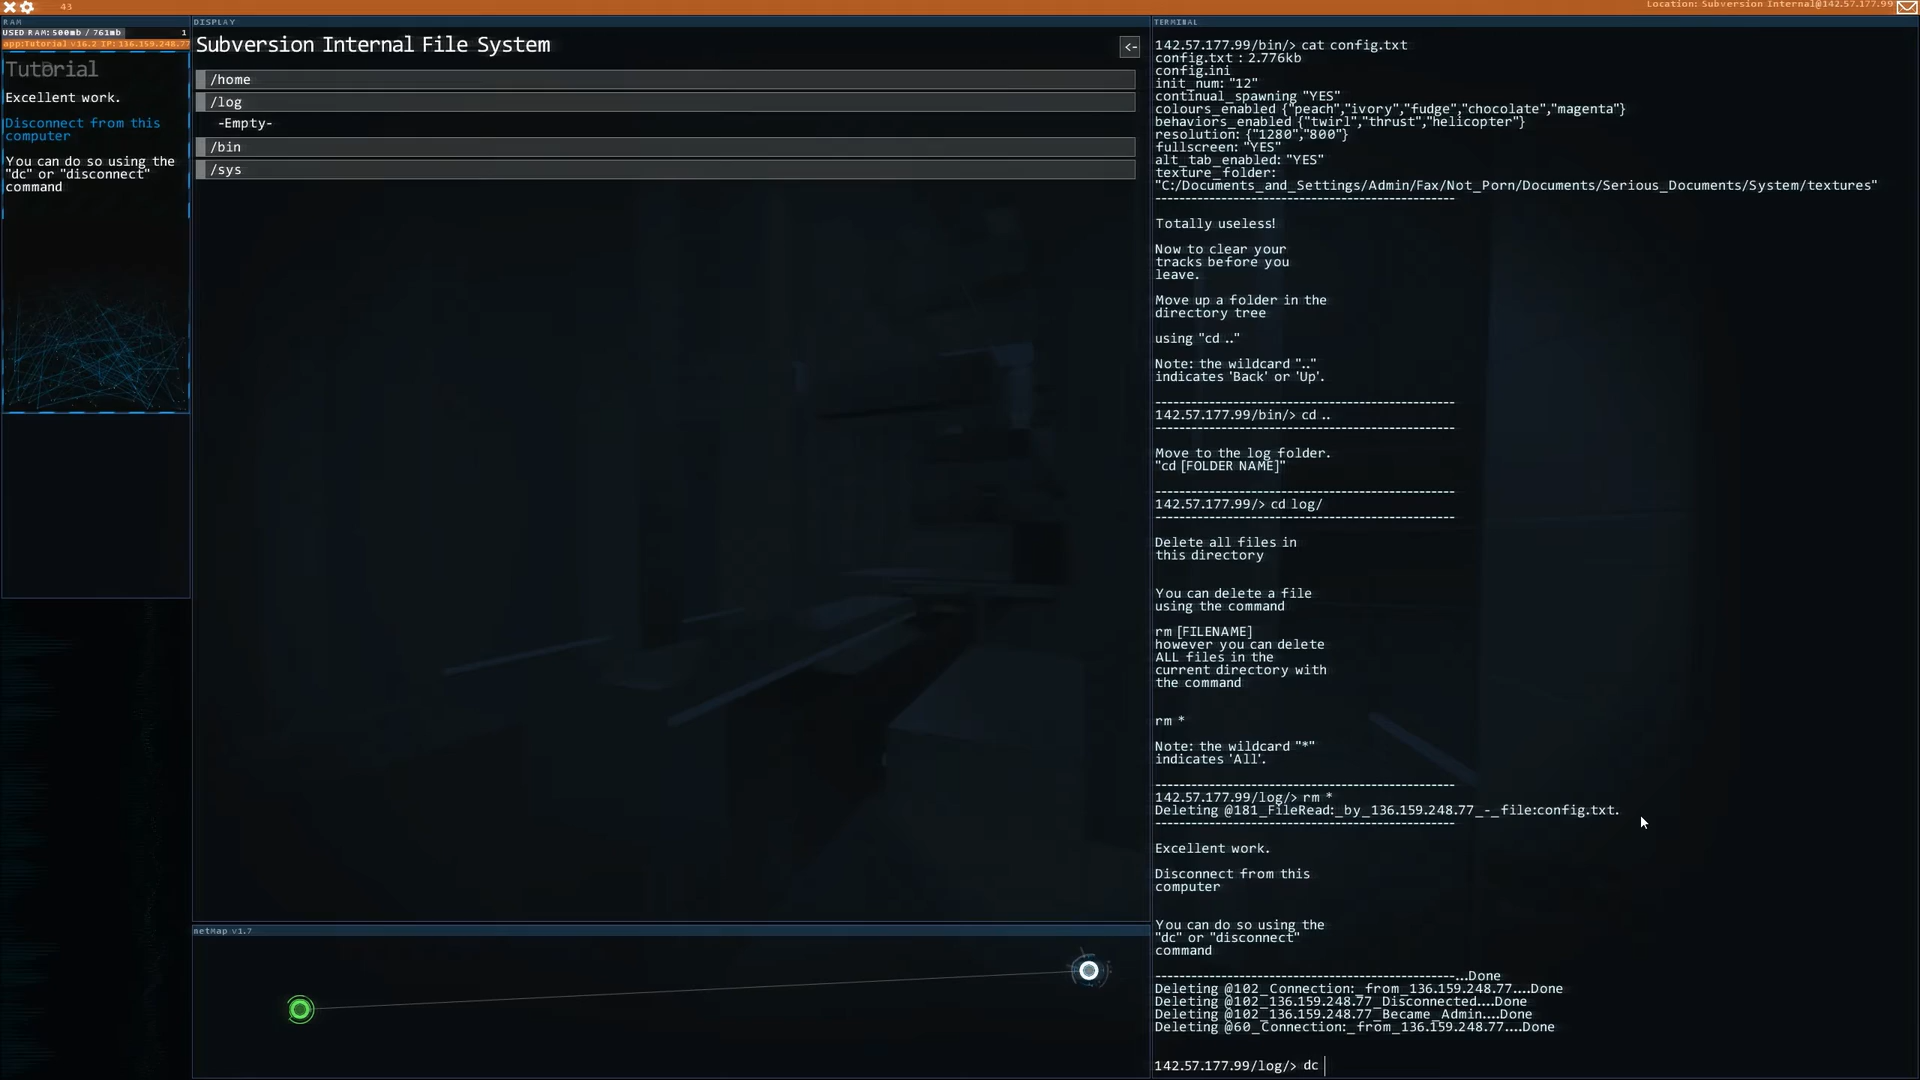 43
Location: Subversion Internal@142.57.177.99
RAM
USED RAM: 500mb / 761mb 1
app:Tutorial v16.2 IP:136.159.248.77
Tutorial
Excellent work.
Disconnect from this
computer
You can do so using the
"dc" or "disconnect"
command
DISPLAY
Subversion Internal File System
<-
/home
/log
-Empty-
/bin
/sys
netMap v1.7
TERMINAL
142.57.177.99/bin/> cat config.txt
config.txt : 2.776kb
config.ini
init_num: "12"
continual_spawning "YES"
colours_enabled {"peach","ivory","fudge","chocolate","magenta"}
behaviors_enabled {"twirl","thrust","helicopter"}
resolution: {"1280","800"}
fullscreen: "YES"
alt_tab_enabled: "YES"
texture_folder:
"C:/Documents_and_Settings/Admin/Fax/Not_Porn/Documents/Serious_Documents/System/textures"
--------------------------------------------------
Totally useless!
Now to clear your
tracks before you
leave.
Move up a folder in the
directory tree
using "cd .."
Note: the wildcard ".."
indicates 'Back' or 'Up'.
--------------------------------------------------
142.57.177.99/bin/> cd ..
--------------------------------------------------
Move to the log folder.
"cd [FOLDER NAME]"
--------------------------------------------------
142.57.177.99/> cd log/
--------------------------------------------------
Delete all files in
this directory
You can delete a file
using the command
rm [FILENAME]
however you can delete
ALL files in the
current directory with
the command
rm *
Note: the wildcard "*"
indicates 'All'.
--------------------------------------------------
142.57.177.99/log/> rm *
Deleting @181_FileRead:_by_136.159.248.77_-_file:config.txt.
--------------------------------------------------
Excellent work.
Disconnect from this
computer
You can do so using the
"dc" or "disconnect"
command
--------------------------------------------------...Done
Deleting @102_Connection:_from_136.159.248.77....Done
Deleting @102_136.159.248.77_Disconnected....Done
Deleting @102_136.159.248.77_Became_Admin....Done
Deleting @60_Connection:_from_136.159.248.77....Done
142.57.177.99/log/> dc